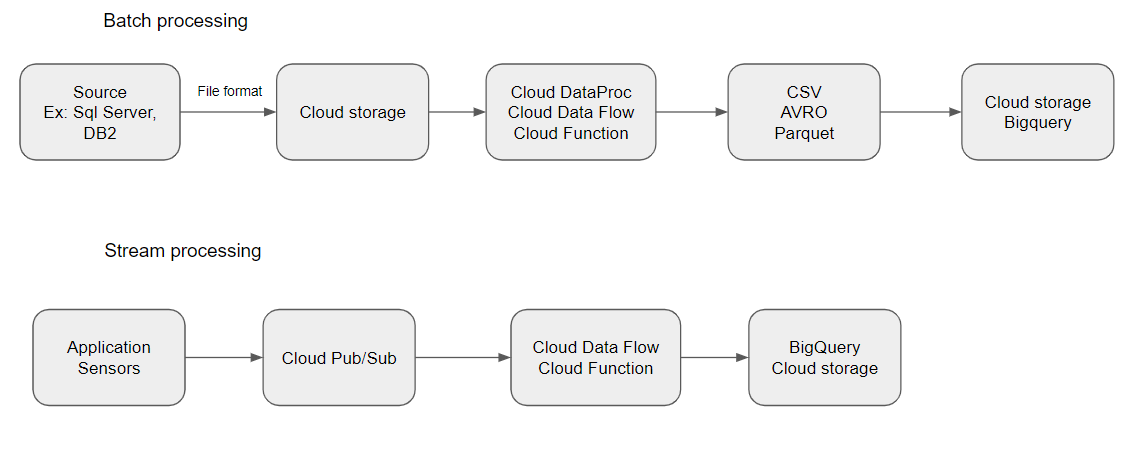 Batch processing
Source
Ex: Sql Server,
DB2
File format
Cloud storage
Cloud DataProc
Cloud Data Flow
Cloud Function
CSV
AVRO
Parquet
Cloud storage
Bigquery
Stream processing
Application
Sensors
Cloud Pub/Sub
Cloud Data Flow
Cloud Function
BigQuery
Cloud storage